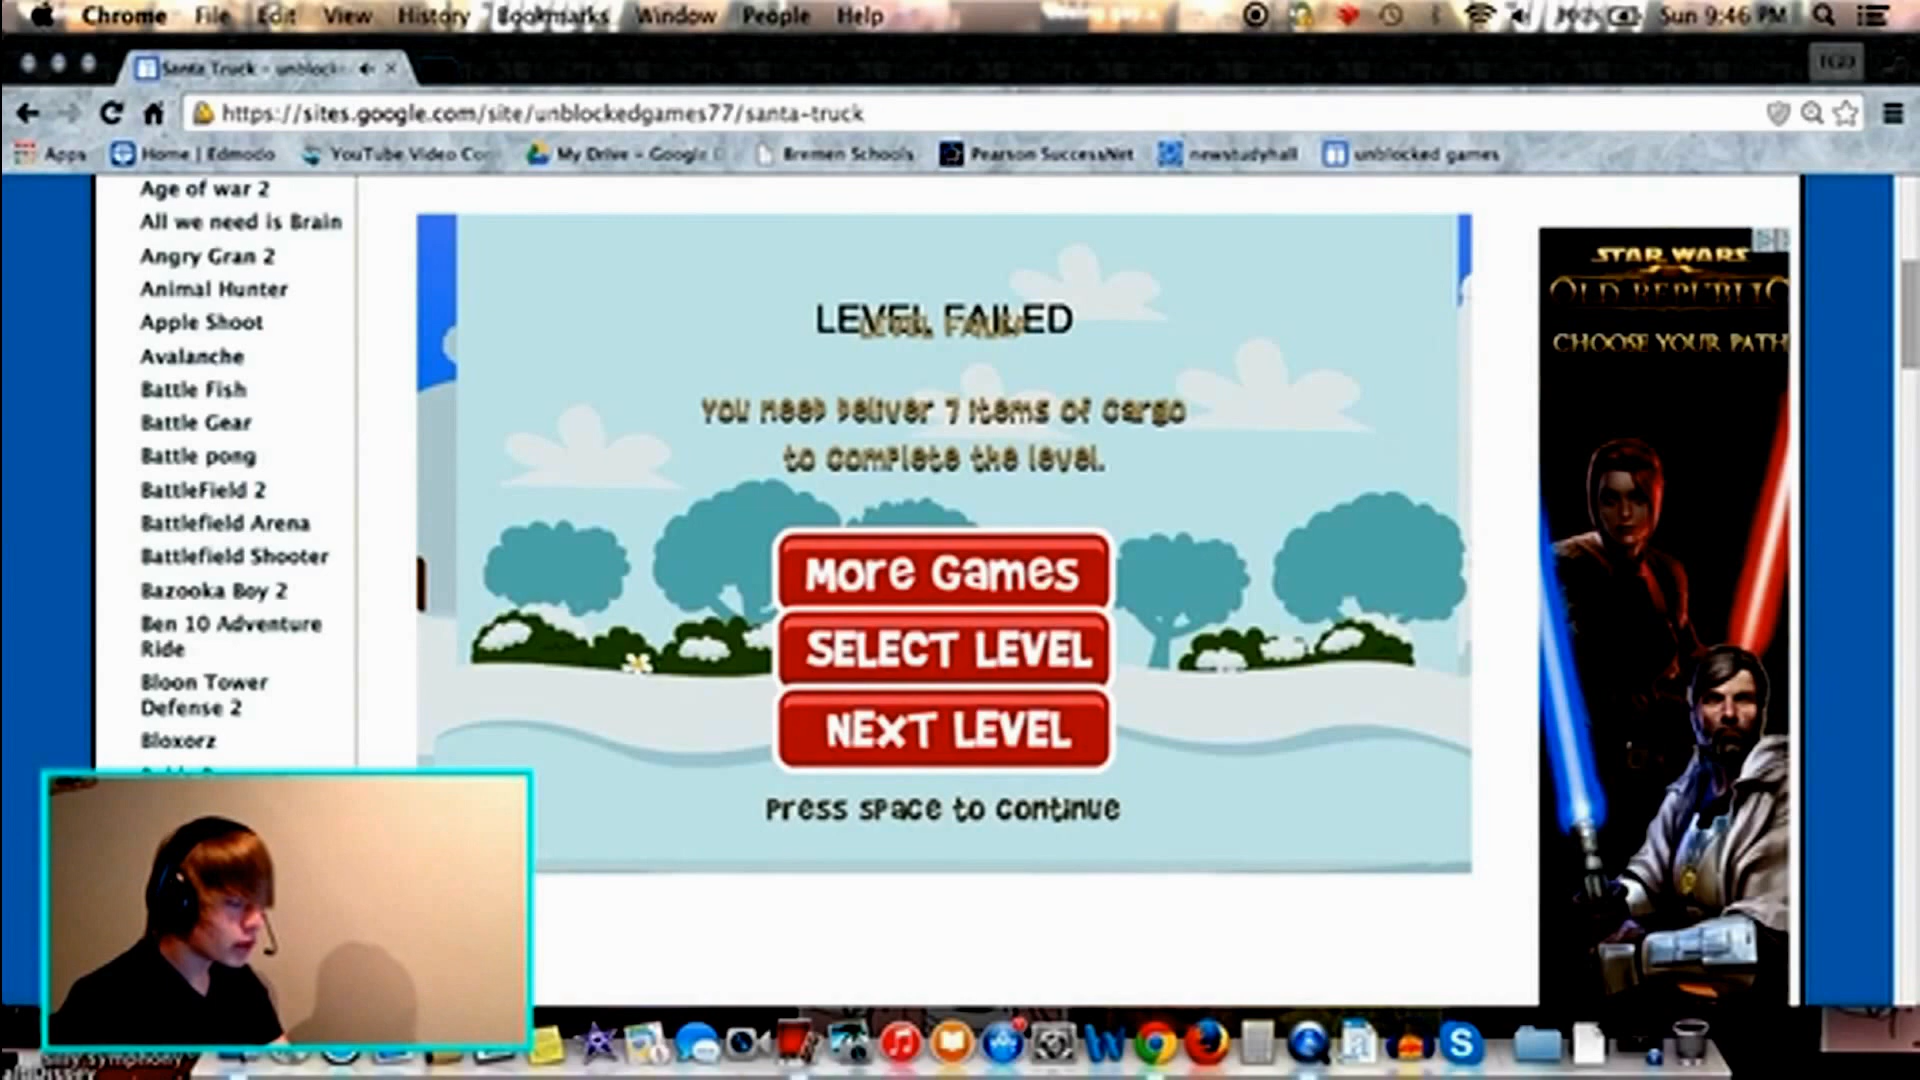 Chrome File Edit View History Bookmarks Window People Help
Sun 9:46 PM
Santa Truck - unblock
https://sites.google.com/site/unblockedgames77/santa-truck
Apps Home | Edmodo YouTube Video Co My Drive - Google D Bremen Schools Pearson SuccessNet newstudyhall unblocked games
Age of war 2
All we need is Brain
Angry Gran 2
Animal Hunter
Apple Shoot
Avalanche
Battle Fish
Battle Gear
Battle pong
BattleField 2
Battlefield Arena
Battlefield Shooter
Bazooka Boy 2
Ben 10 Adventure
Ride
Bloon Tower
Defense 2
Bloxorz
LEVEL FAILED
You need deliver 7 items of cargo
to complete the level.
More Games
SELECT LEVEL
NEXT LEVEL
Press space to continue
STAR WARS
OLD REPUBLIC
CHOOSE YOUR PATH